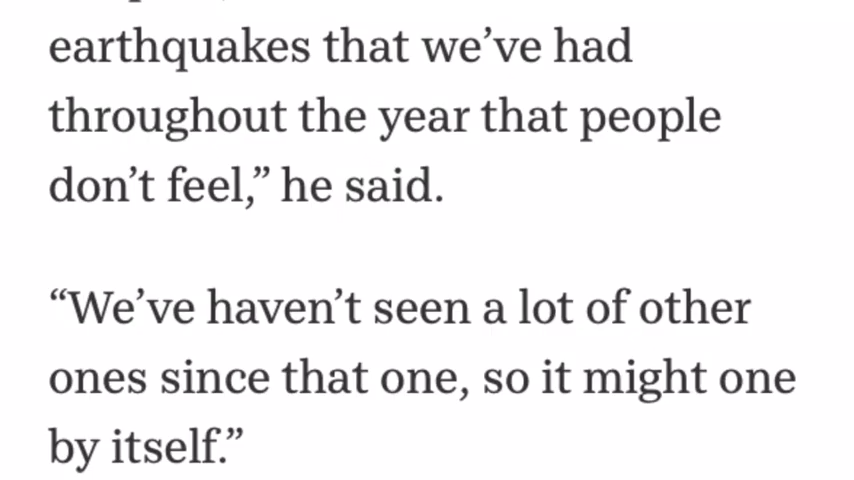 earthquakes that we’ve had
throughout the year that people
don’t feel,” he said.
“We’ve haven’t seen a lot of other
ones since that one, so it might one
by itself.”